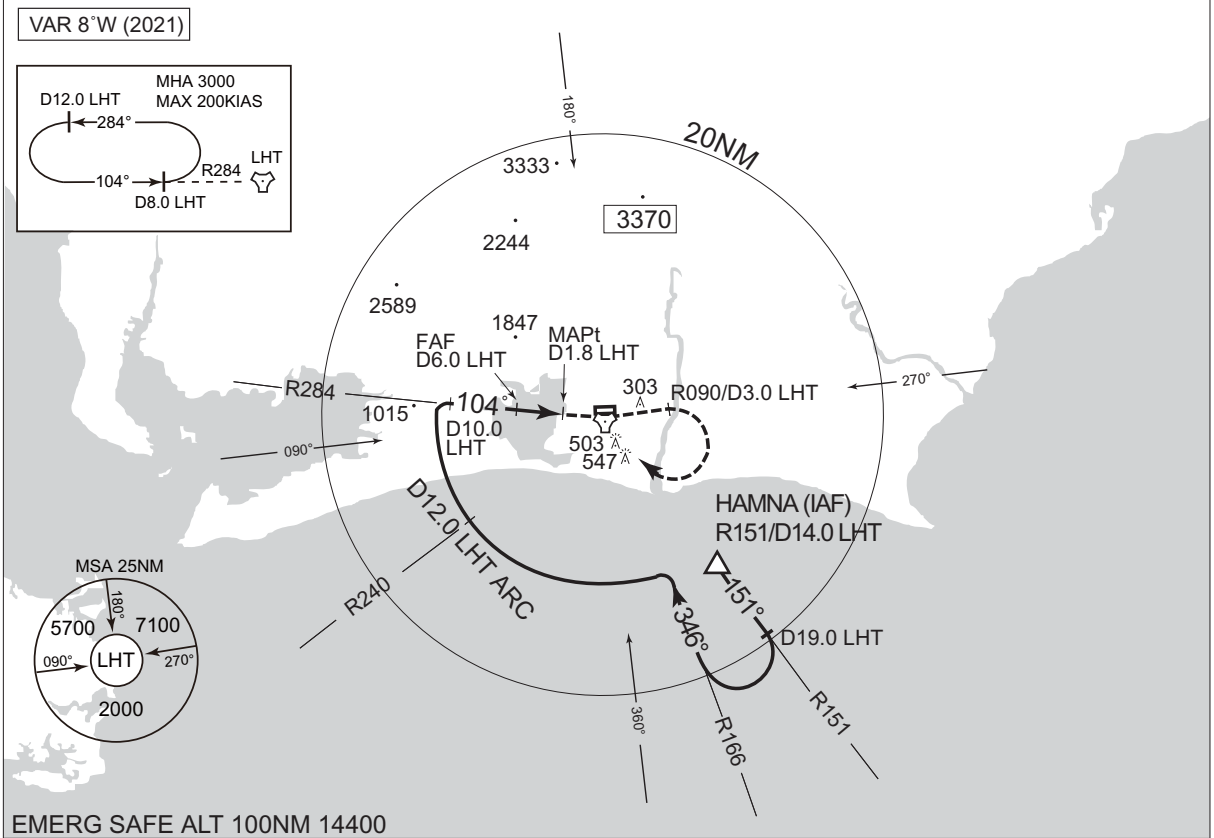 VAR 8°W (2021)
MHA 3000
MAX 200KIAS
D12.0 LHT
284°
LHT
R284
104°
D8.0 LHT
180°
20NM
3333
3370
2244
2589
1847
FAF
D6.0 LHT
MAPt
D1.8 LHT
270°
R284
303
R090/D3.0 LHT
104°
1015
D10.0
LHT
090°
503
547
D12.0 LHT ARC
HAMNA (IAF)
R151/D14.0 LHT
R240
151°
346°
D19.0 LHT
MSA 25NM
180°
5700
7100
090°
LHT
270°
2000
360°
R166
R151
EMERG SAFE ALT 100NM 14400